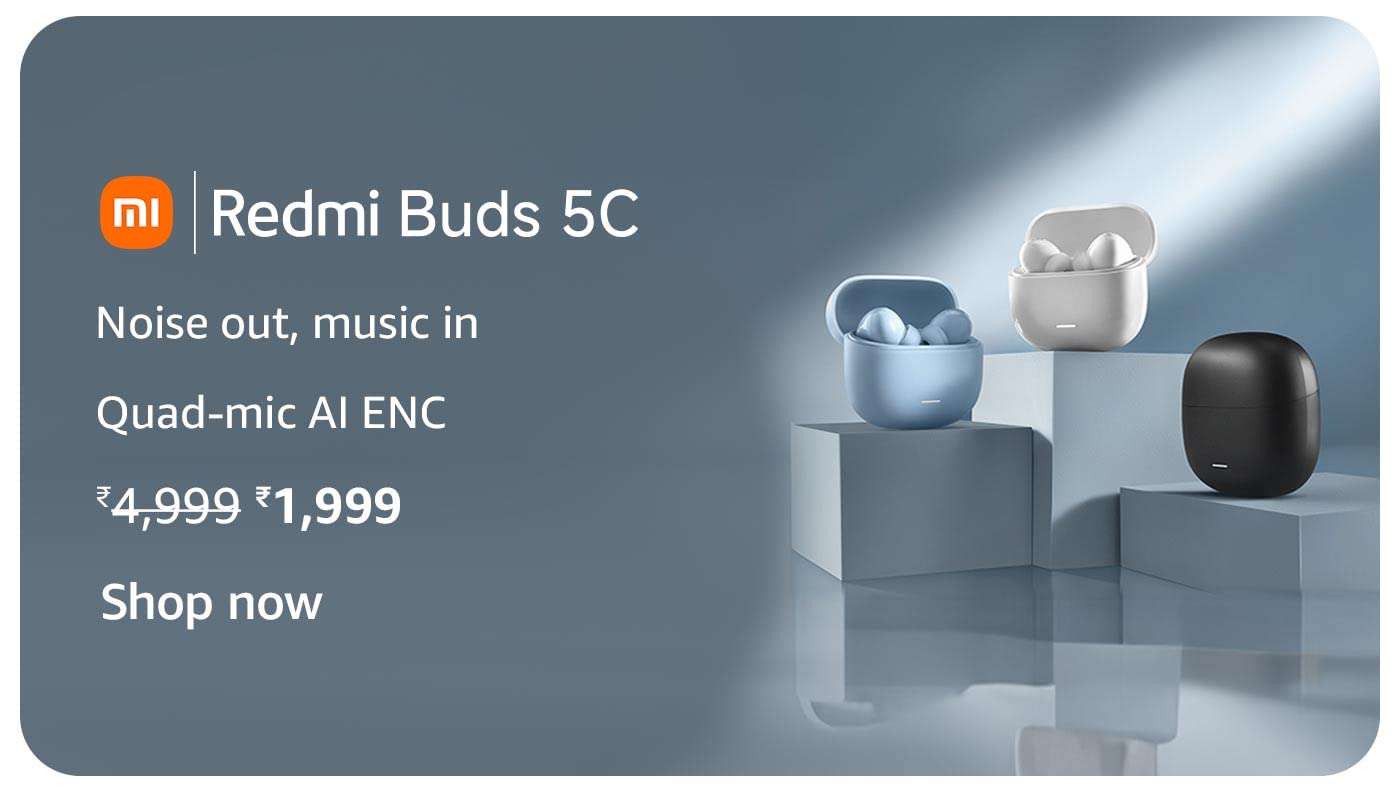 mi | Redmi Buds 5C
Noise out, music in
Quad-mic AI ENC
₹4,999 ₹1,999
Shop now